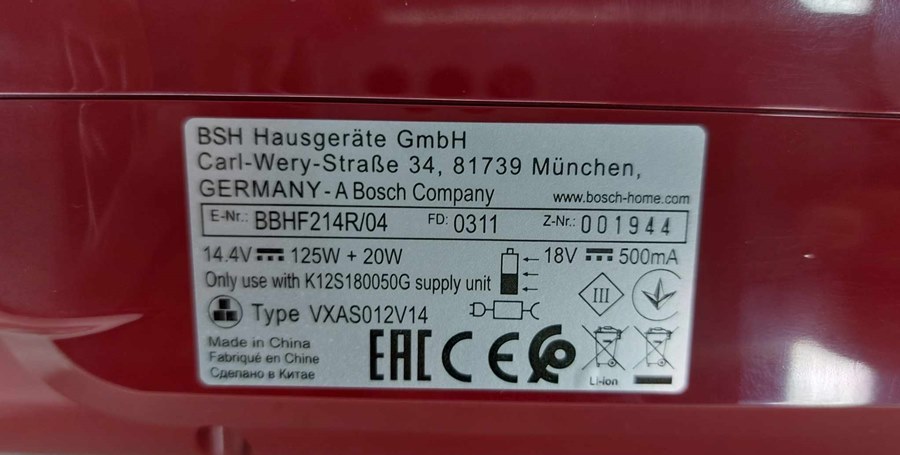 BSH Hausgeräte GmbH
Carl-Wery-Straße 34, 81739 München,
GERMANY - A Bosch Company
www.bosch-home.com
E-Nr.: BBHF214R/04 FD: 0311 Z-Nr.: 001944
14.4V 125W + 20W 18V 500mA
Only use with K12S180050G supply unit
III
Type VXAS012V14
Made in China
Fabriqué en Chine
Сделано в Китае
EAC CE
Li-Ion